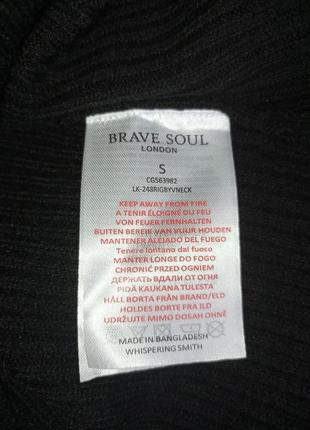 BRAVE SOUL
LONDON
S
CG563982
LK-248RIGBYVNECK
KEEP AWAY FROM FIRE
A TENIR ÉLOIGNÉ DU FEU
VON FEUER FERNHALTEN
BUITEN BEREIK VAN VUUR HOUDEN
MANTENER ALEJADO DEL FUEGO
Tenere lontano dal fuoco
MANTER LONGE DO FOGO
CHRONIĆ PRZED OGNIEM
ДЕРЖАТЬ ВДАЛИ ОТ ОГНЯ
PIDÄ KAUKANA TULESTA
HÅLL BORTA FRÅN BRAND/ELD
HOLDES BORTE FRA ILD
UDRŽUJTE MIMO DOSAH OHNĚ
MADE IN BANGLADESH
WHISPERING SMITH